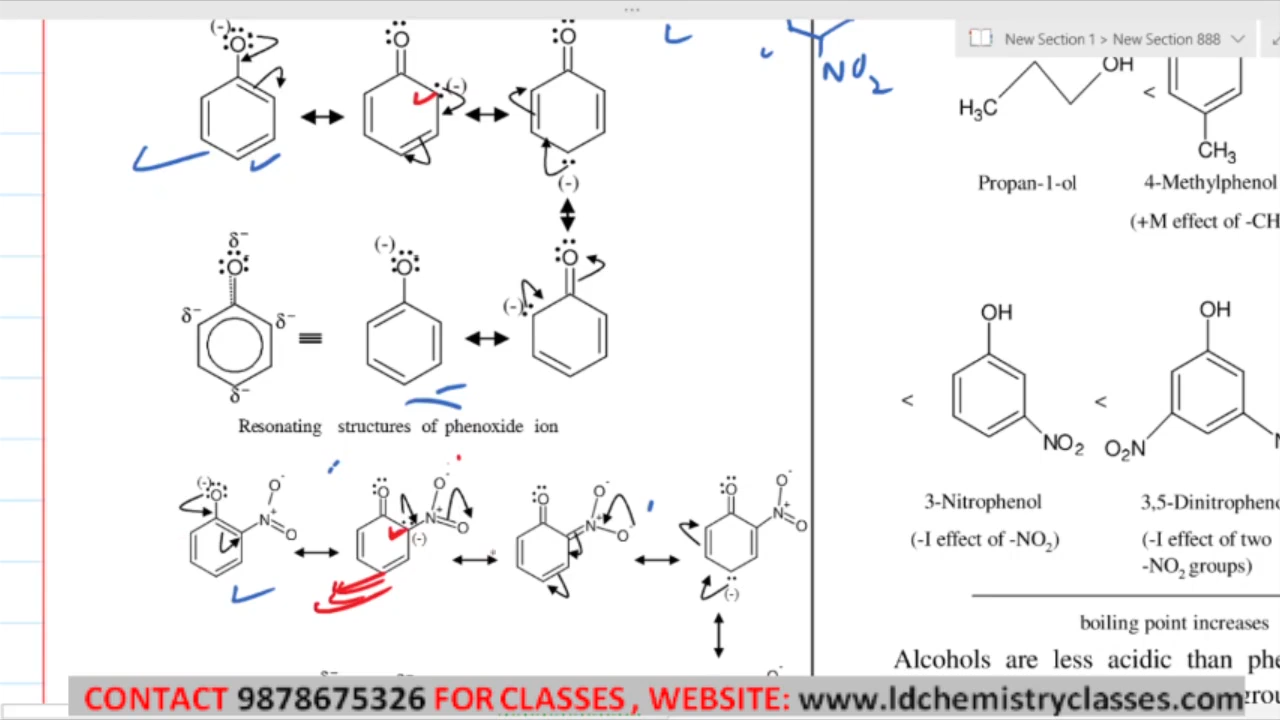 New Section 1 > New Section 888
(-)
O
O
(-)
O
(-)
NO2
OH
H3C
<
CH3
Propan-1-ol
4-Methylphenol
(+M effect of -CH
δ-
O
δ-
δ-
δ-
≡
(-)
O
O
(-)
Resonating structures of phenoxide ion
OH
<
NO2
<
OH
O2N
N
3-Nitrophenol
3,5-Dinitropheno
(-I effect of -NO2)
(-I effect of two
-NO2 groups)
(-)
O
O-
N+
O
O
O-
N+
O
(-)
O
O-
N+
O-
O
O-
N+
O
(-)
boiling point increases
Alcohols are less acidic than phe
δ-
δ-
O-
CONTACT 9878675326 FOR CLASSES , WEBSITE: www.ldchemistryclasses.com
grou